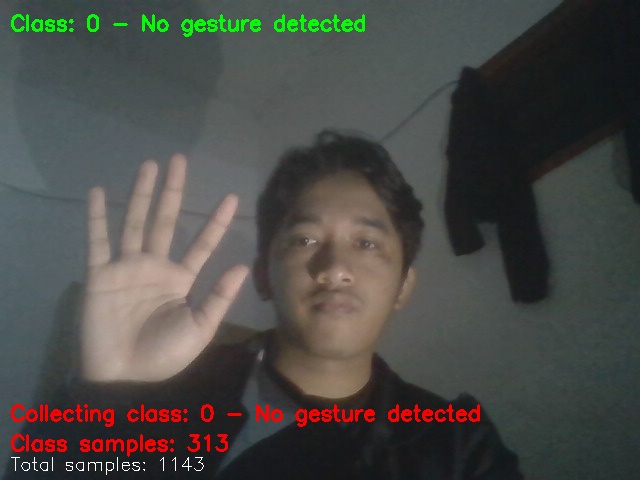 Class: 0 - No gesture detected
Collecting class: 0 - No gesture detected
Class samples: 313
Total samples: 1143